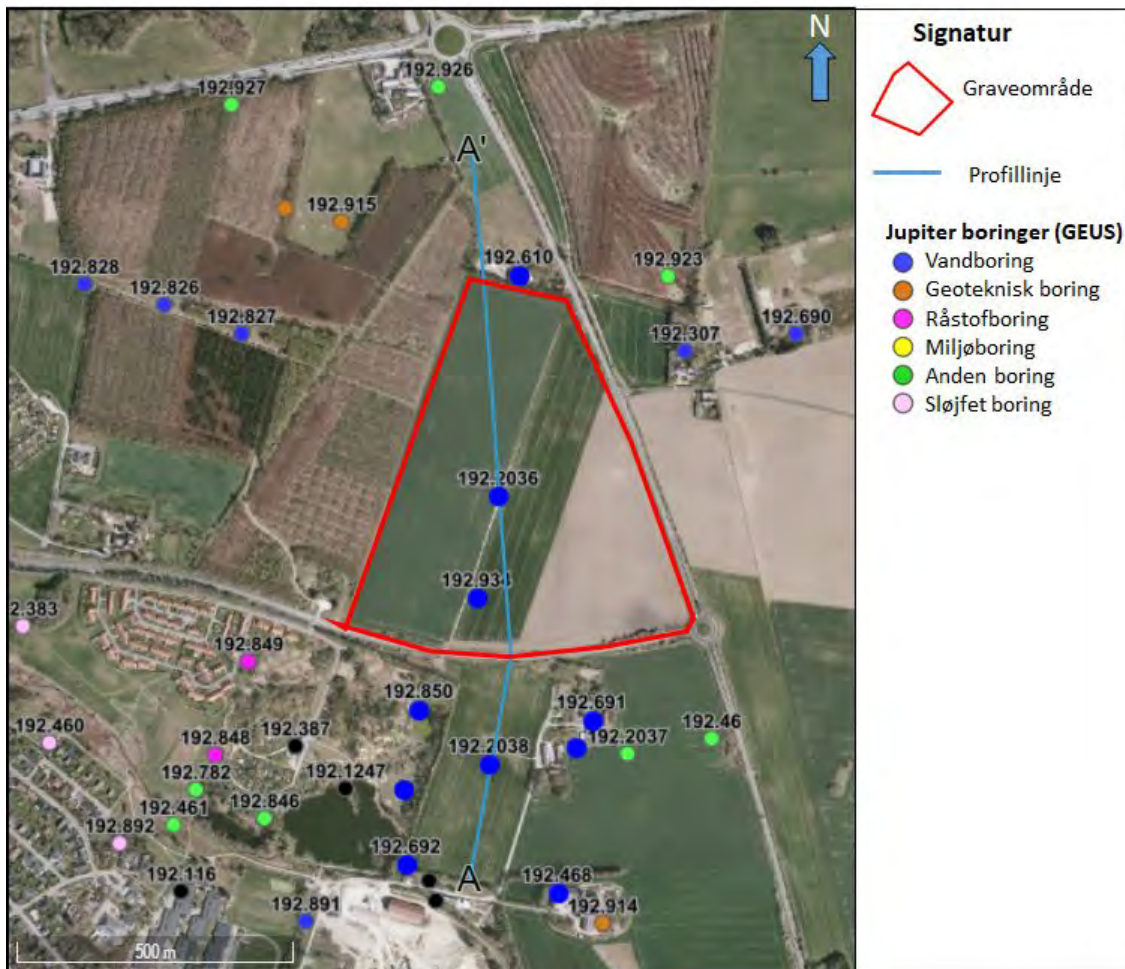 N
192.926
192.927
A'
192.915
192.610
192.923
192.828
192.826
192.827
192.307
192.690
192.2036
192.934
2.383
192.849
192.850
192.691
192.46
192.460
192.387
192.2038
192.2037
192.848
192.782
192.1247
192.846
192.461
192.892
192.692
A
192.468
192.116
192.891
192.914
500 m
Signatur
Graveområde
Profillinje
Jupiter boringer (GEUS)
Vandboring
Geoteknisk boring
Råstofboring
Miljøboring
Anden boring
Sløjfet boring